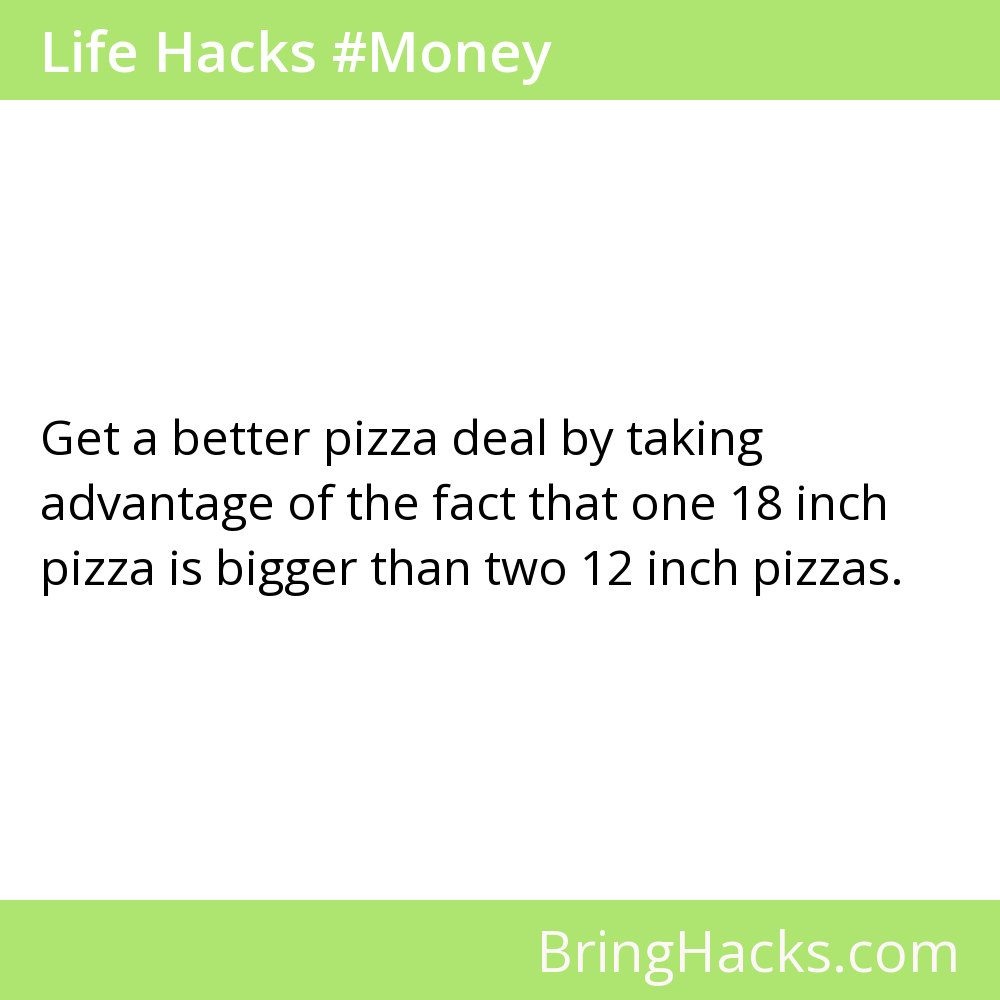 Life Hacks #Money
Get a better pizza deal by taking
advantage of the fact that one 18 inch
pizza is bigger than two 12 inch pizzas.
BringHacks.com